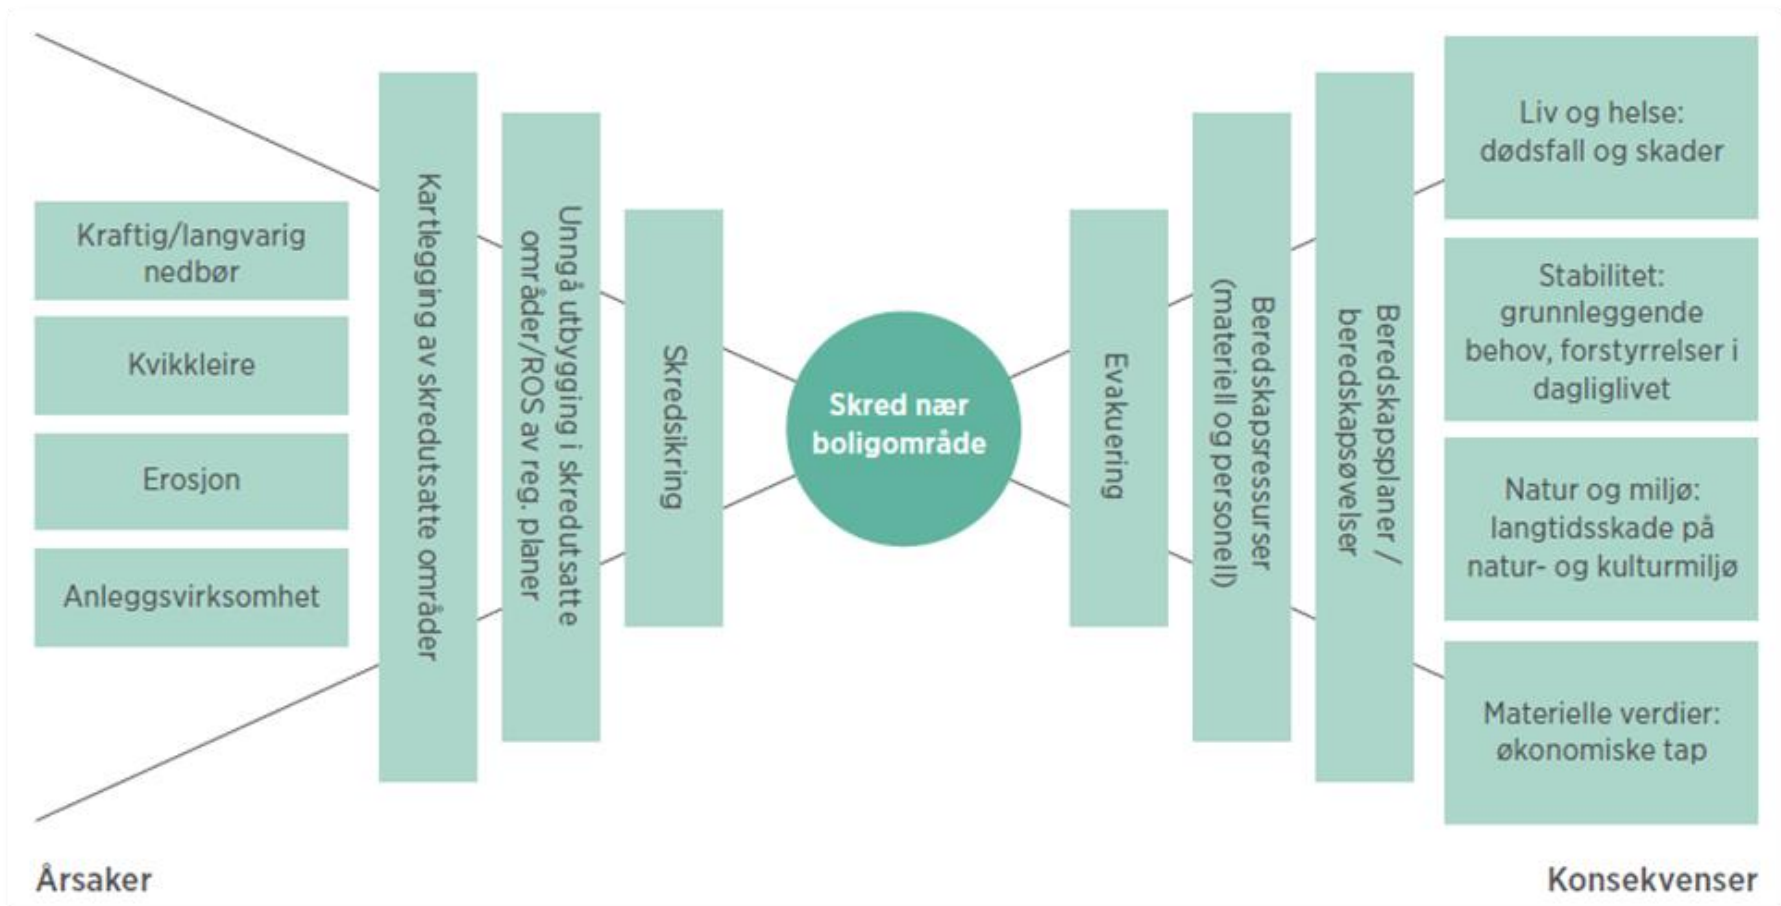 Kraftig/langvarig
nedbør
Kvikkleire
Erosjon
Anleggsvirksomhet
Kartlegging av skredutsatte områder
Unngå utbygging i skredutsatte
områder/ROS av reg. planer
Skredsikring
Skred nær
boligområde
Evakuering
Beredskapsressurser
(materiell og personell)
Beredskapsplaner /
beredskapsøvelser
Liv og helse:
dødsfall og skader
Stabilitet:
grunnleggende
behov, forstyrrelser i
dagliglivet
Natur og miljø:
langtidsskade på
natur- og kulturmiljø
Materielle verdier:
økonomiske tap
Årsaker
Konsekvenser